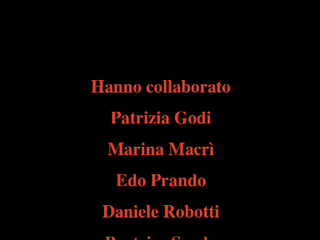 Hanno collaborato
Patrizia Godi
Marina Macrì
Edo Prando
Daniele Robotti